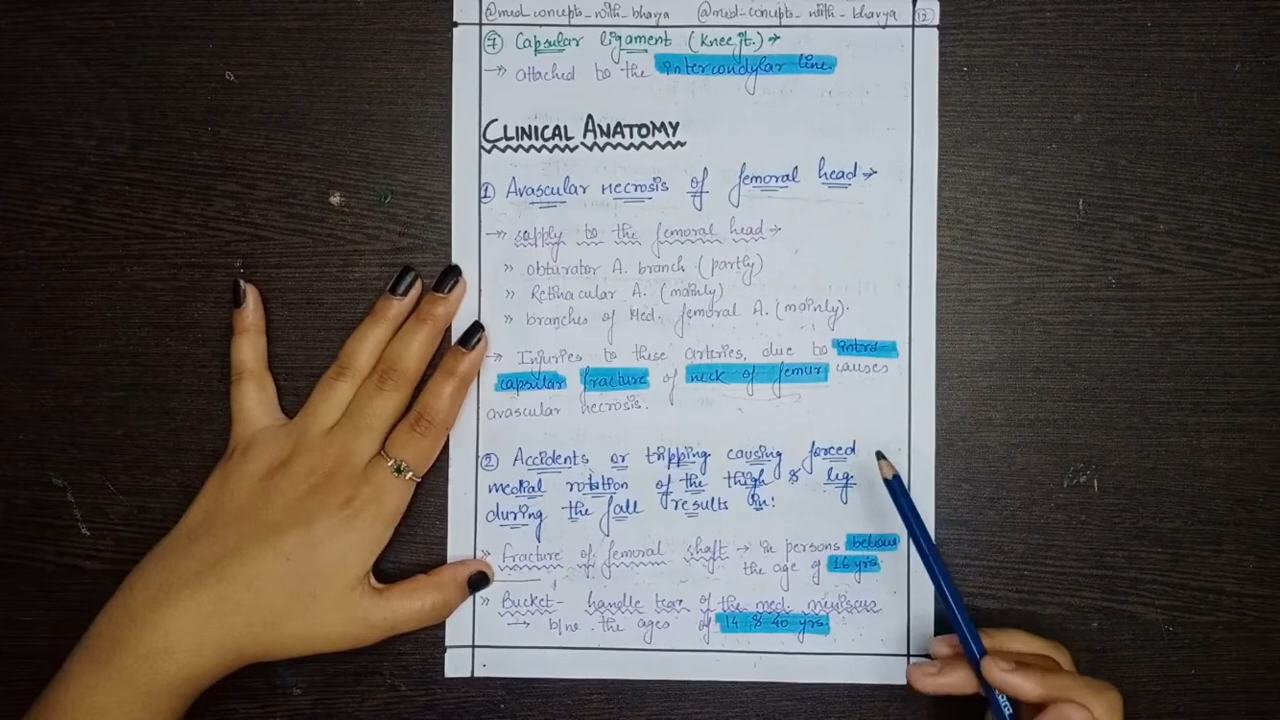 @med_concepts_with_bhavya @med_concepts_with_bhavya 12
7 Capsular ligament (Knee jt.) →
→ attached to the intercondylar line.
CLINICAL ANATOMY
1 Avascular necrosis of femoral head →
→ supply to the femoral head →
» obturator A. branch (partly)
» Retinacular A. (mainly)
» branches of Med. femoral A. (mainly).
→ Injuries to these arteries, due to intra-
capsular fracture of neck of femur causes
avascular necrosis.
2 Accidents or tripping causing forced
medial rotation of the thigh & leg
during the fall results in:
» fracture of femoral shaft → in persons below
the age of 16 yrs.
» Bucket-handle tear of the med. meniscus
→ b/w the ages of 14 & 40 yrs.